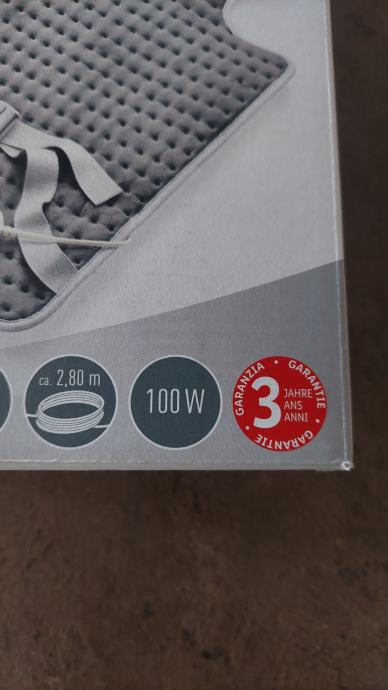 ca. 2,80 m
100 W
GARANZIA • GARANTIE • GARANTIE •
3
JAHRE
ANS
ANNI